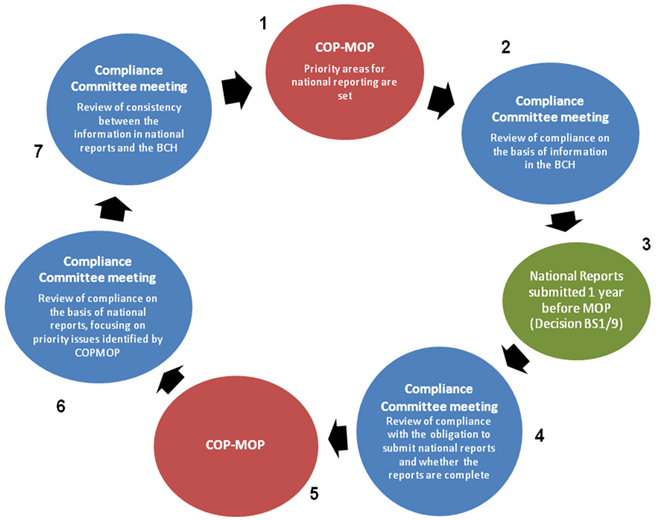 1
COP-MOP
Priority areas for
national reporting are
set
2
Compliance
Committee meeting
Review of compliance on
the basis of information
in the BCH
3
National Reports
submitted 1 year
before MOP
(Decision BS1/9)
4
Compliance
Committee meeting
Review of compliance
with the obligation to
submit national reports
and whether the
reports are complete
5
COP-MOP
6
Compliance
Committee meeting
Review of compliance on
the basis of national
reports, focusing on
priority issues identified by
COPMOP
7
Compliance
Committee meeting
Review of consistency
between the
information in national
reports and the BCH